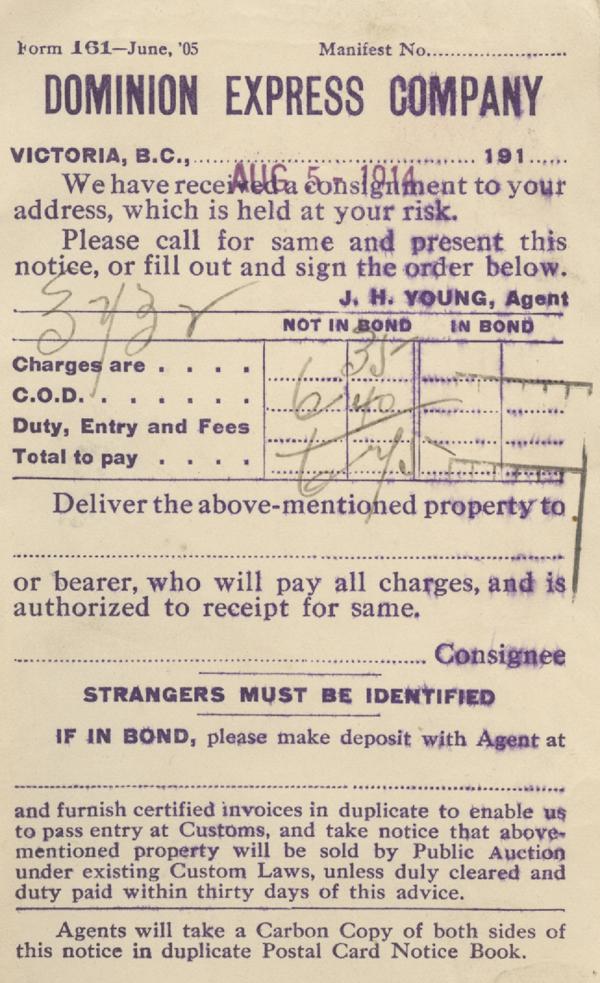 Form 161—June, '05 Manifest No.
DOMINION EXPRESS COMPANY
VICTORIA, B.C., 191
AUG 5 - 1914
We have received a consignment to your
address, which is held at your risk.
Please call for same and present this
notice, or fill out and sign the order below.
J. H. YOUNG, Agent
NOT IN BOND IN BOND
Charges are . . . . 35
C.O.D. . . . . . . 6 40
Duty, Entry and Fees
Total to pay . . . . 6 75
Deliver the above-mentioned property to
or bearer, who will pay all charges, and is
authorized to receipt for same.
Consignee
STRANGERS MUST BE IDENTIFIED
IF IN BOND, please make deposit with Agent at
and furnish certified invoices in duplicate to enable us
to pass entry at Customs, and take notice that above-
mentioned property will be sold by Public Auction
under existing Custom Laws, unless duly cleared and
duty paid within thirty days of this advice.
Agents will take a Carbon Copy of both sides of
this notice in duplicate Postal Card Notice Book.